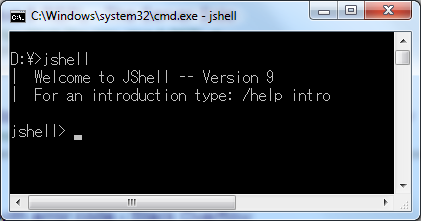 C:\Windows\system32\cmd.exe - jshell
D:¥>jshell
|  Welcome to JShell -- Version 9
|  For an introduction type: /help intro
jshell>